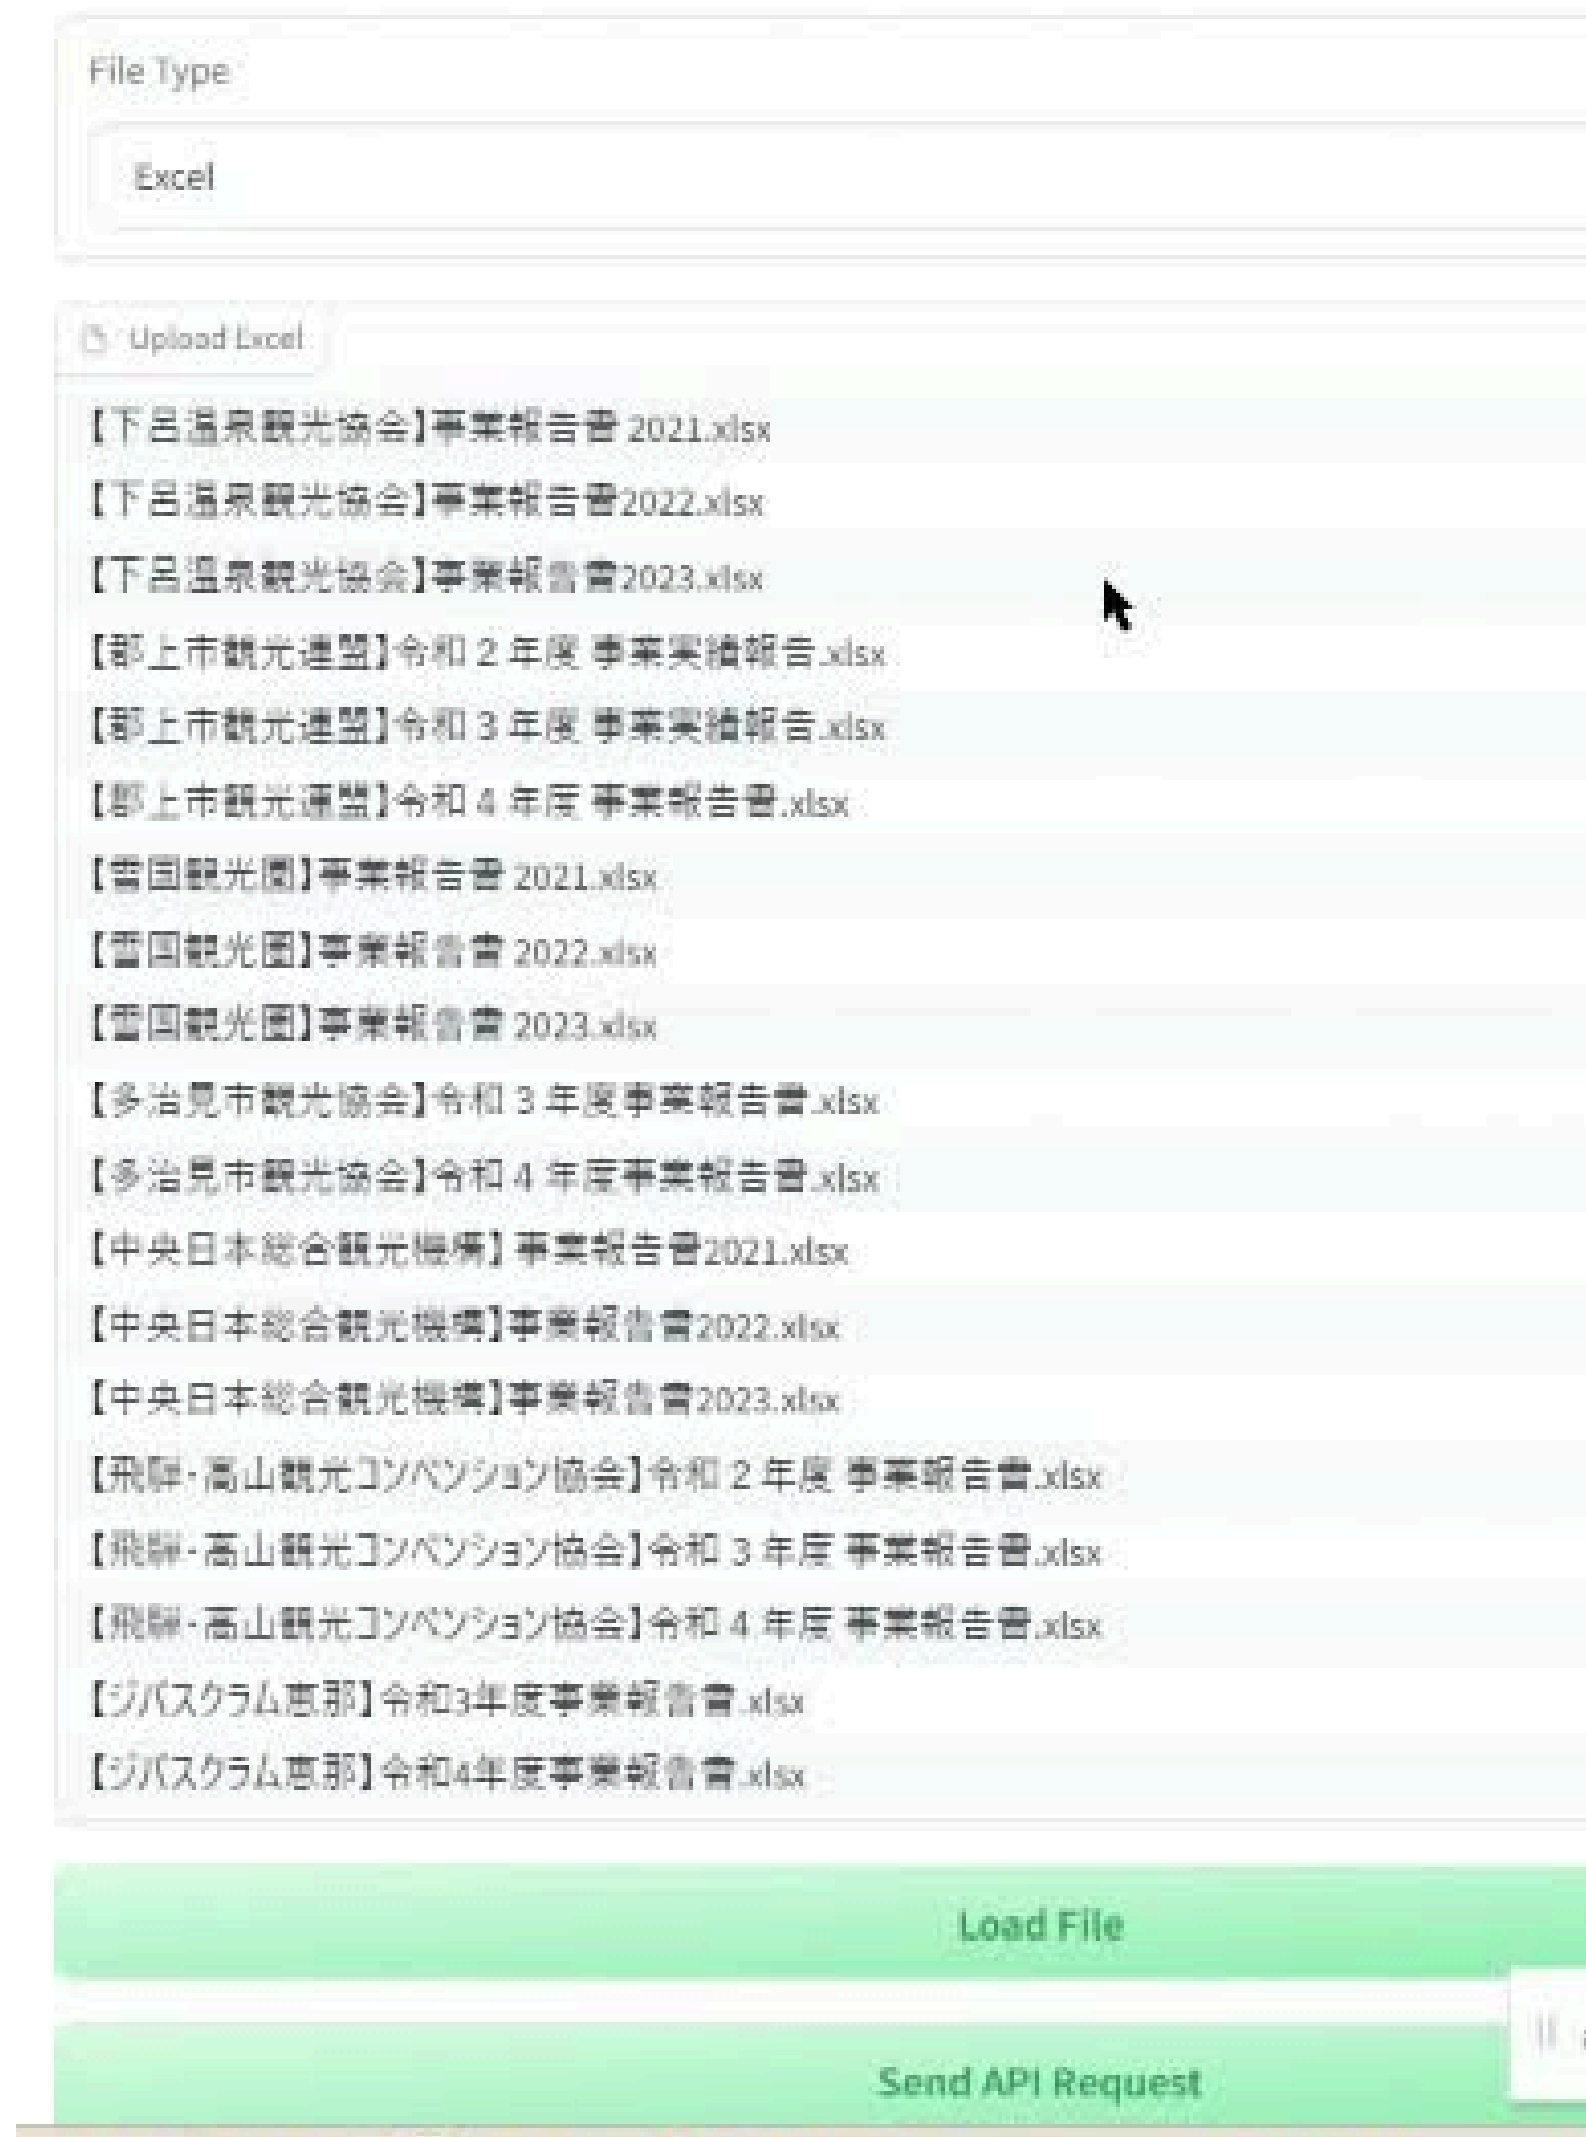 File Type
Excel
Upload Excel
【下呂温泉観光協会】事業報告書 2021.xlsx
【下呂温泉観光協会】事業報告書2022.xlsx
【下呂温泉観光協会】事業報告書2023.xlsx
【郡上市観光連盟】令和 2 年度 事業実績報告.xlsx
【郡上市観光連盟】令和 3 年度 事業実績報告.xlsx
【郡上市観光連盟】令和 4 年度 事業報告書.xlsx
【雪国観光圏】事業報告書 2021.xlsx
【雪国観光圏】事業報告書 2022.xlsx
【雪国観光圏】事業報告書 2023.xlsx
【多治見市観光協会】令和 3 年度事業報告書.xlsx
【多治見市観光協会】令和 4 年度事業報告書.xlsx
【中央日本総合観光機構】 事業報告書2021.xlsx
【中央日本総合観光機構】事業報告書2022.xlsx
【中央日本総合観光機構】事業報告書2023.xlsx
【飛騨・高山観光コンベンション協会】令和 2 年度 事業報告書.xlsx
【飛騨・高山観光コンベンション協会】令和 3 年度 事業報告書.xlsx
【飛騨・高山観光コンベンション協会】令和 4 年度 事業報告書.xlsx
【ジバスクラム恵那】令和3年度事業報告書.xlsx
【ジバスクラム恵那】令和4年度事業報告書.xlsx
Load File
Send API Request